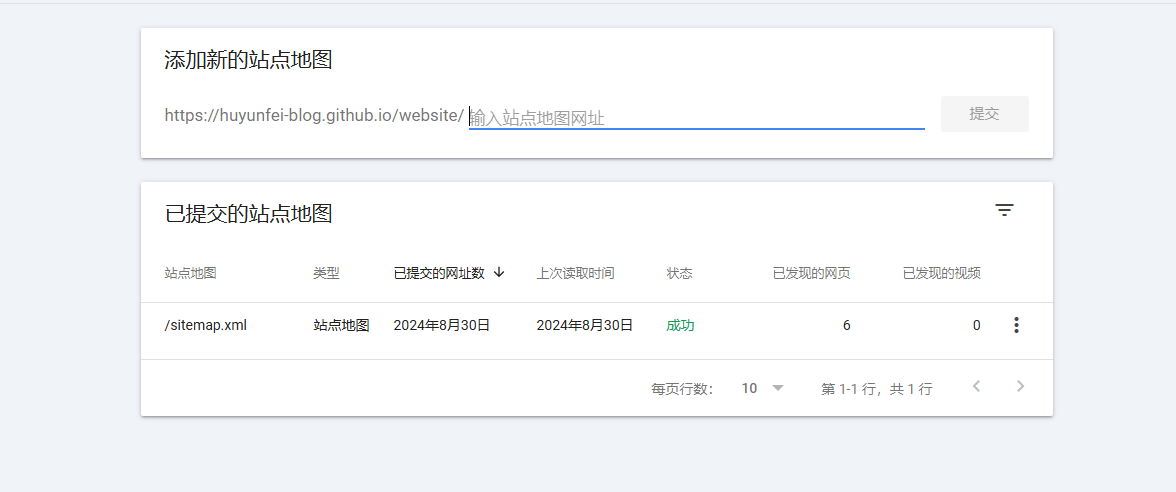 添加新的站点地图
https://huyunfei-blog.github.io/website/ 输入站点地图网址 提交
已提交的站点地图
站点地图 类型 已提交的网址数 上次读取时间 状态 已发现的网页 已发现的视频
/sitemap.xml 站点地图 2024年8月30日 2024年8月30日 成功 6 0
每页行数： 10 第 1-1 行，共 1 行